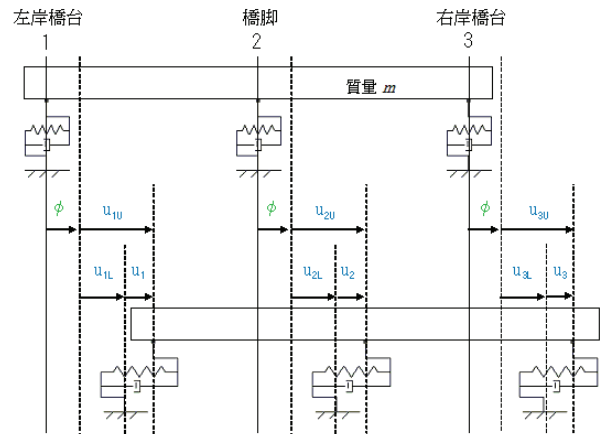 左岸橋台 橋脚 右岸橋台
1 2 3
質量 m
φ u1U φ u2U φ u3U
u1L u1 u2L u2 u3L u3